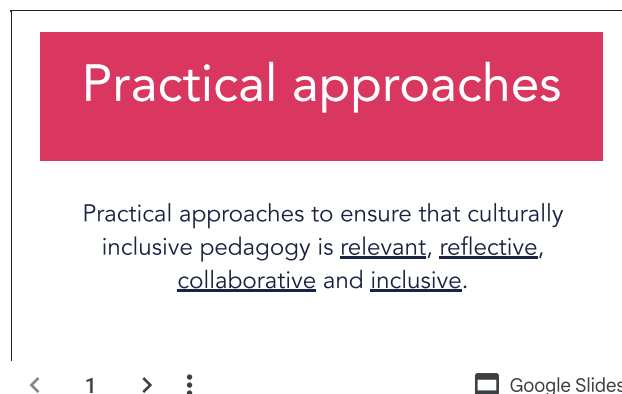 Practical approaches
Practical approaches to ensure that culturally
inclusive pedagogy is relevant, reflective,
collaborative and inclusive.
1
Google Slides